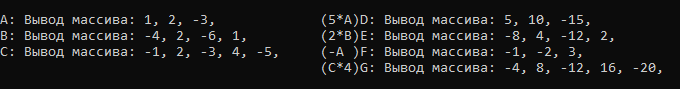 A: Вывод массива: 1, 2, -3,                (5*A)D: Вывод массива: 5, 10, -15,
B: Вывод массива: -4, 2, -6, 1,            (2*B)E: Вывод массива: -8, 4, -12, 2,
C: Вывод массива: -1, 2, -3, 4, -5,        (-A )F: Вывод массива: -1, -2, 3,
(C*4)G: Вывод массива: -4, 8, -12, 16, -20,